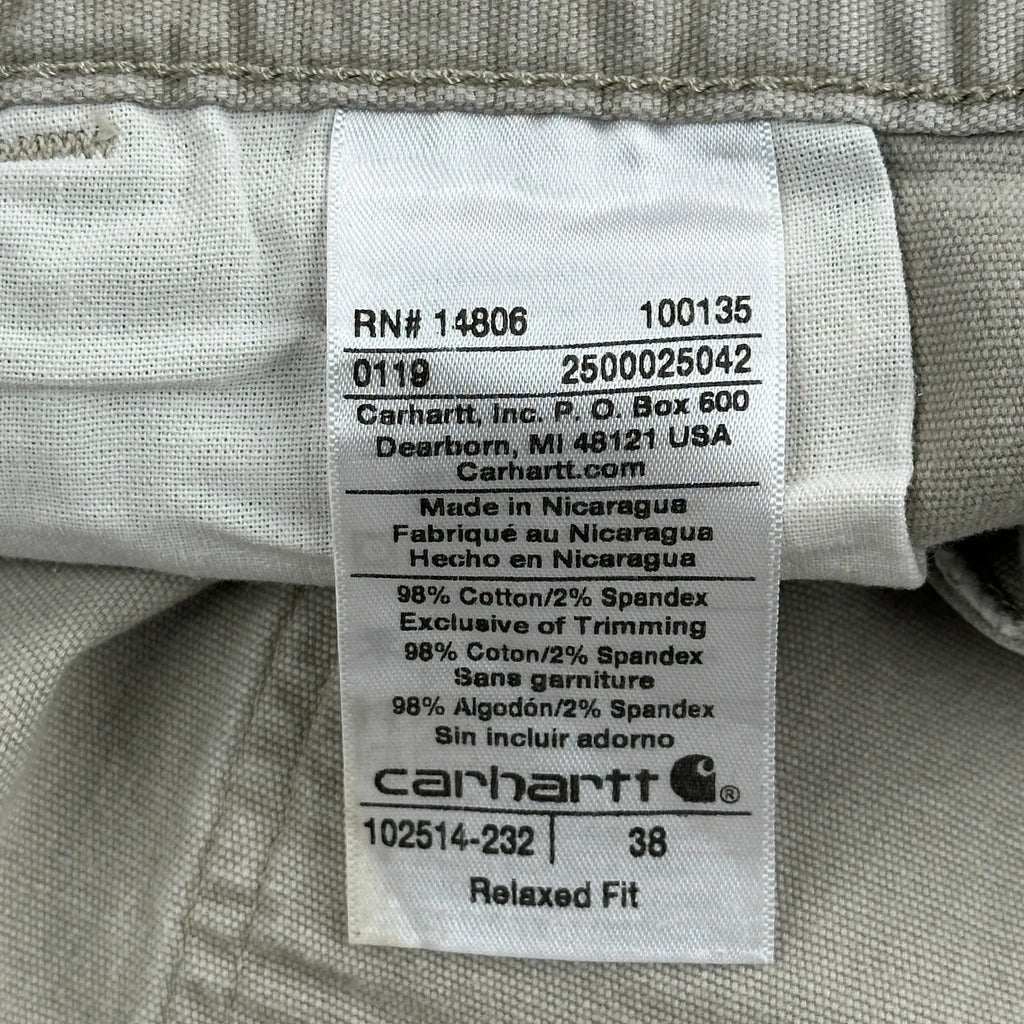 RN# 14806 100135
0119 2500025042
Carhartt, Inc. P. O. Box 600
Dearborn, MI 48121 USA
Carhartt.com
Made in Nicaragua
Fabriqué au Nicaragua
Hecho en Nicaragua
98% Cotton/2% Spandex
Exclusive of Trimming
98% Coton/2% Spandex
Sans garniture
98% Algodón/2% Spandex
Sin incluir adorno
carhartt ®
102514-232 38
Relaxed Fit